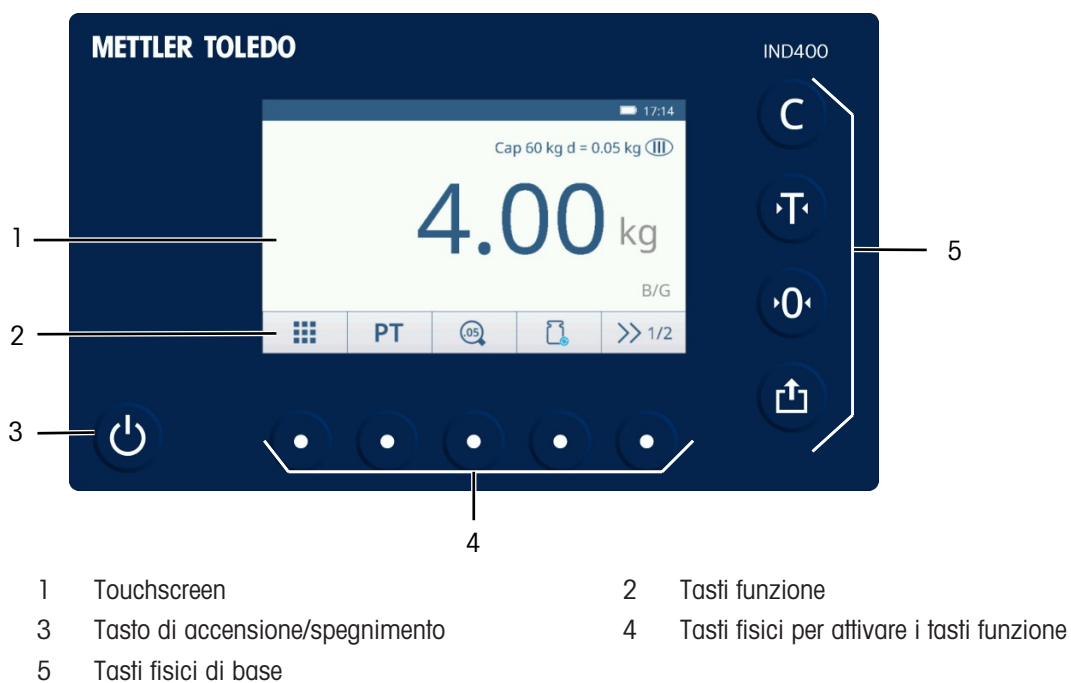 METTLER TOLEDO
IND400
17:14
Cap 60 kg d = 0.05 kg III
4.00 kg
B/G
PT
.05
>> 1/2
C
T
0
1
2
3
4
5
1 Touchscreen
2 Tasti funzione
3 Tasto di accensione/spegnimento
4 Tasti fisici per attivare i tasti funzione
5 Tasti fisici di base